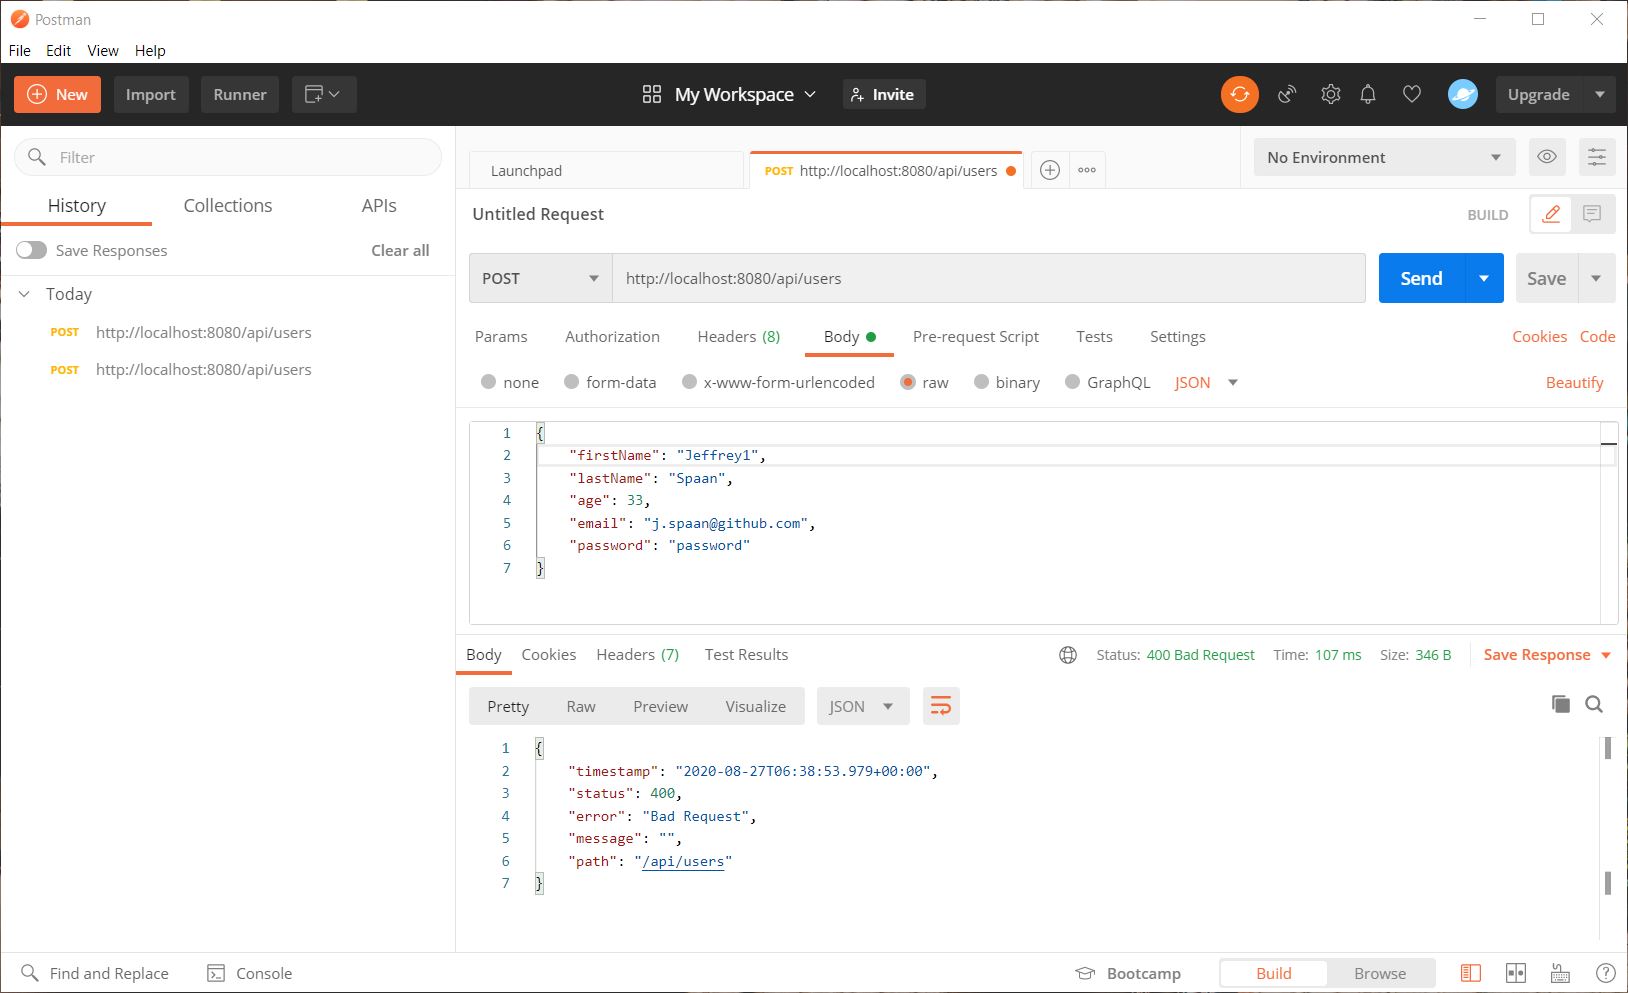 Postman
File Edit View Help
New Import Runner My Workspace Invite Upgrade
Filter
History Collections APIs
Save Responses Clear all
Today
POST http://localhost:8080/api/users
POST http://localhost:8080/api/users
Launchpad POST http://localhost:8080/api/users No Environment
Untitled Request BUILD
POST http://localhost:8080/api/users Send Save
Params Authorization Headers (8) Body Pre-request Script Tests Settings Cookies Code
none form-data x-www-form-urlencoded raw binary GraphQL JSON Beautify
1 {
2 "firstName": "Jeffrey1",
3 "lastName": "Spaan",
4 "age": 33,
5 "email": "j.spaan@github.com",
6 "password": "password"
7 }
Body Cookies Headers (7) Test Results Status: 400 Bad Request Time: 107 ms Size: 346 B Save Response
Pretty Raw Preview Visualize JSON
1 {
2 "timestamp": "2020-08-27T06:38:53.979+00:00",
3 "status": 400,
4 "error": "Bad Request",
5 "message": "",
6 "path": "/api/users"
7 }
Find and Replace Console Bootcamp Build Browse